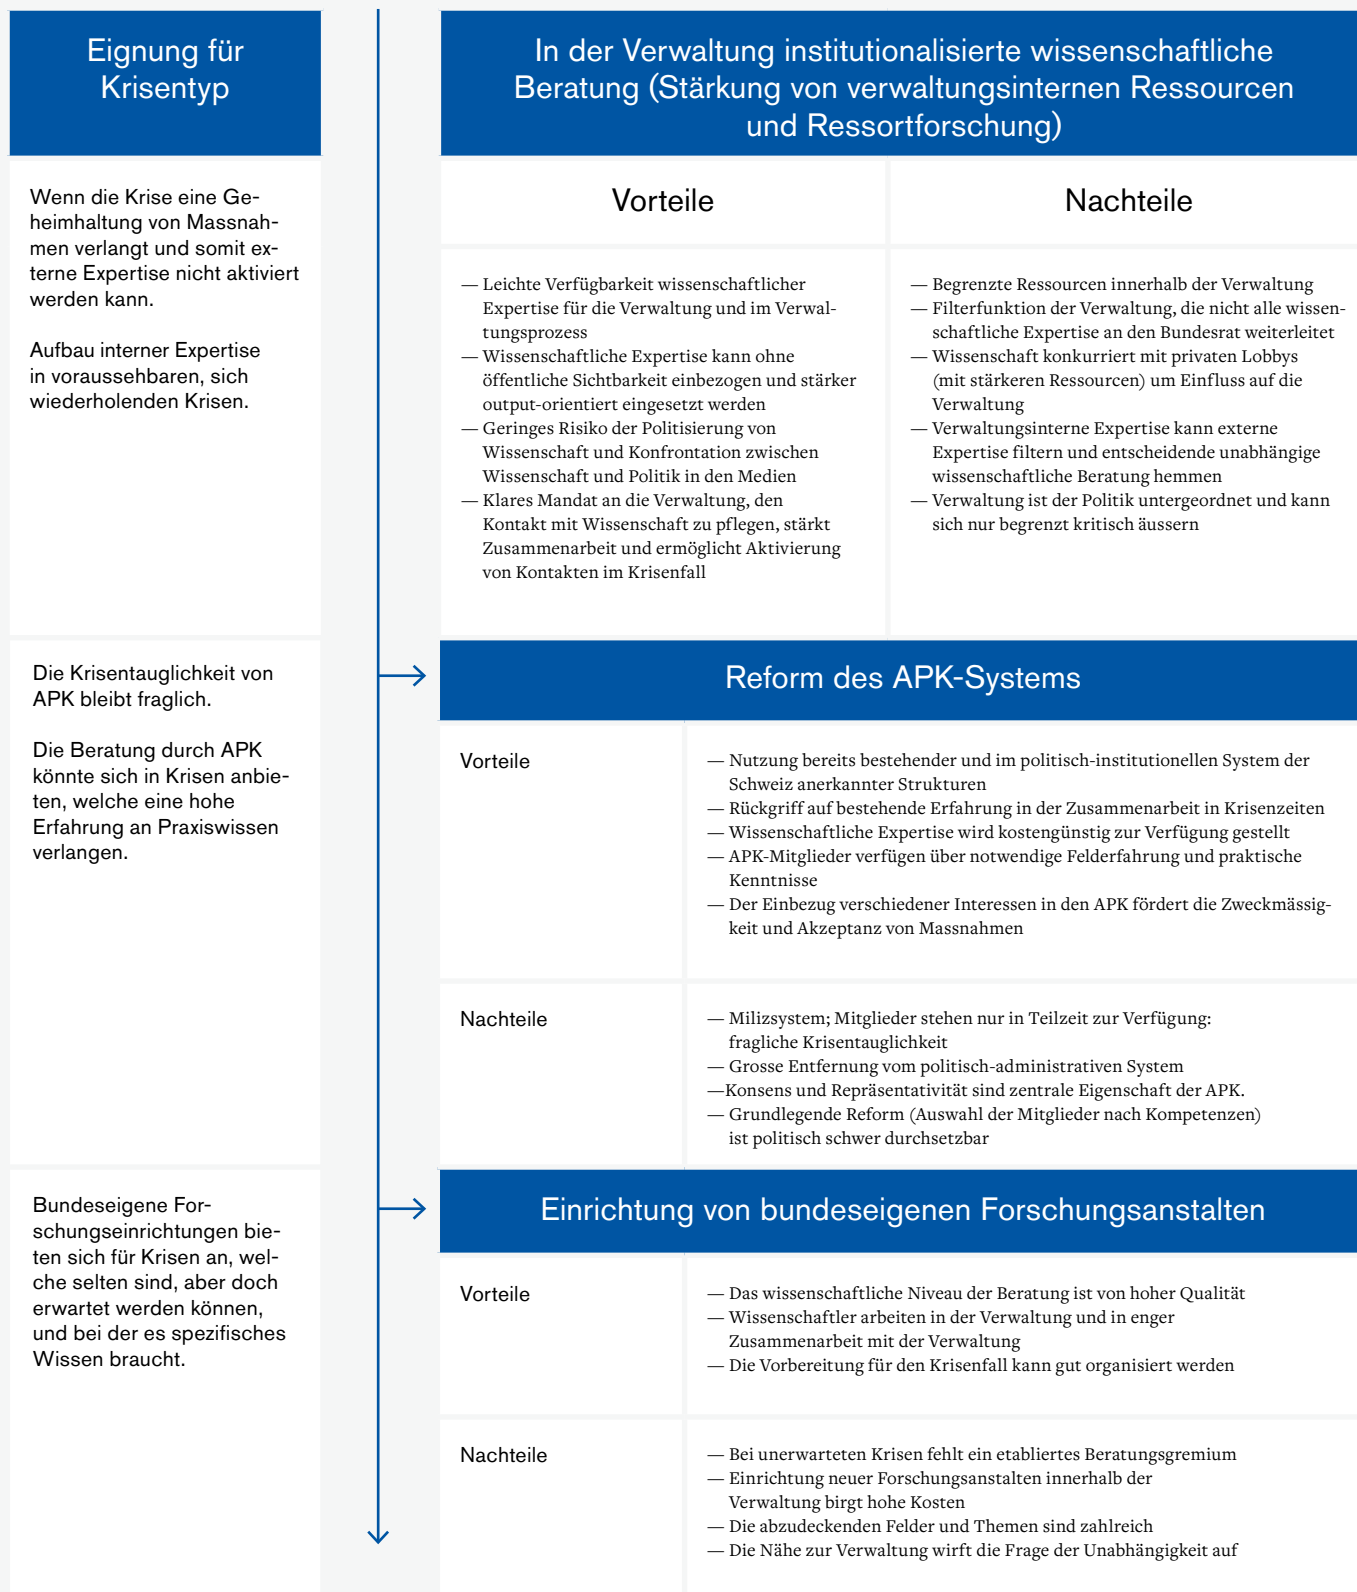 Eignung für
Krisentyp
In der Verwaltung institutionalisierte wissenschaftliche
Beratung (Stärkung von verwaltungsinternen Ressourcen
und Ressortforschung)
Wenn die Krise eine Ge-
heimhaltung von Massnah-
men verlangt und somit ex-
terne Expertise nicht aktiviert
werden kann.
Aufbau interner Expertise
in voraussehbaren, sich
wiederholenden Krisen.
Vorteile
— Leichte Verfügbarkeit wissenschaftlicher
Expertise für die Verwaltung und im Verwal-
tungsprozess
— Wissenschaftliche Expertise kann ohne
öffentliche Sichtbarkeit einbezogen und stärker
output-orientiert eingesetzt werden
— Geringes Risiko der Politisierung von
Wissenschaft und Konfrontation zwischen
Wissenschaft und Politik in den Medien
— Klares Mandat an die Verwaltung, den
Kontakt mit Wissenschaft zu pflegen, stärkt
Zusammenarbeit und ermöglicht Aktivierung
von Kontakten im Krisenfall
Nachteile
— Begrenzte Ressourcen innerhalb der Verwaltung
— Filterfunktion der Verwaltung, die nicht alle wissen-
schaftliche Expertise an den Bundesrat weiterleitet
— Wissenschaft konkurriert mit privaten Lobbys
(mit stärkeren Ressourcen) um Einfluss auf die
Verwaltung
— Verwaltungsinterne Expertise kann externe
Expertise filtern und entscheidende unabhängige
wissenschaftliche Beratung hemmen
— Verwaltung ist der Politik untergeordnet und kann
sich nur begrenzt kritisch äussern
Die Krisentauglichkeit von
APK bleibt fraglich.
Die Beratung durch APK
könnte sich in Krisen anbie-
ten, welche eine hohe
Erfahrung an Praxiswissen
verlangen.
Reform des APK-Systems
Vorteile
— Nutzung bereits bestehender und im politisch-institutionellen System der
Schweiz anerkannter Strukturen
— Rückgriff auf bestehende Erfahrung in der Zusammenarbeit in Krisenzeiten
— Wissenschaftliche Expertise wird kostengünstig zur Verfügung gestellt
— APK-Mitglieder verfügen über notwendige Felderfahrung und praktische
Kenntnisse
— Der Einbezug verschiedener Interessen in den APK fördert die Zweckmässig-
keit und Akzeptanz von Massnahmen
Nachteile
— Milizsystem; Mitglieder stehen nur in Teilzeit zur Verfügung:
fragliche Krisentauglichkeit
— Grosse Entfernung vom politisch-administrativen System
—Konsens und Repräsentativität sind zentrale Eigenschaft der APK.
— Grundlegende Reform (Auswahl der Mitglieder nach Kompetenzen)
ist politisch schwer durchsetzbar
Bundeseigene For-
schungseinrichtungen bie-
ten sich für Krisen an, wel-
che selten sind, aber doch
erwartet werden können,
und bei der es spezifisches
Wissen braucht.
Einrichtung von bundeseigenen Forschungsanstalten
Vorteile
— Das wissenschaftliche Niveau der Beratung ist von hoher Qualität
— Wissenschaftler arbeiten in der Verwaltung und in enger
Zusammenarbeit mit der Verwaltung
— Die Vorbereitung für den Krisenfall kann gut organisiert werden
Nachteile
— Bei unerwarteten Krisen fehlt ein etabliertes Beratungsgremium
— Einrichtung neuer Forschungsanstalten innerhalb der
Verwaltung birgt hohe Kosten
— Die abzudeckenden Felder und Themen sind zahlreich
— Die Nähe zur Verwaltung wirft die Frage der Unabhängigkeit auf